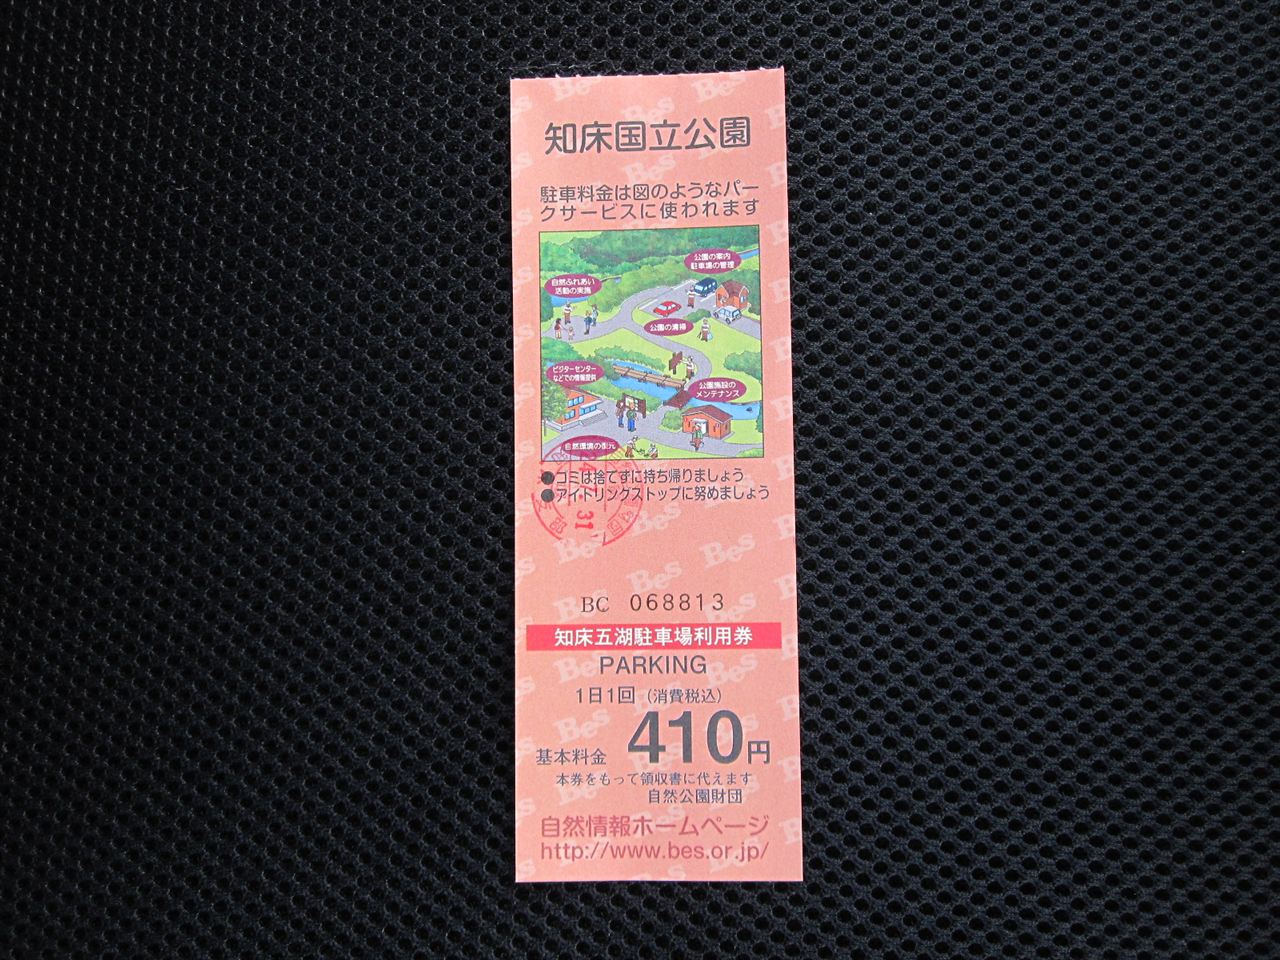 知床国立公園
駐車料金は図のようなパー
クサービスに使われます
公園の案内
駐車場の管理
自然ふれあい
活動の実施
公園の清掃
ビジターセンター
などでの情報提供
公園施設の
メンテナンス
自然環境の復元
●ゴミは捨てずに持ち帰りましょう
●アイドリングストップに努めましょう
31
BC 068813
知床五湖駐車場利用券
PARKING
1日1回（消費税込）
基本料金 410円
本券をもって領収書に代えます
自然公園財団
自然情報ホームページ
http://www.bes.or.jp/
Bes